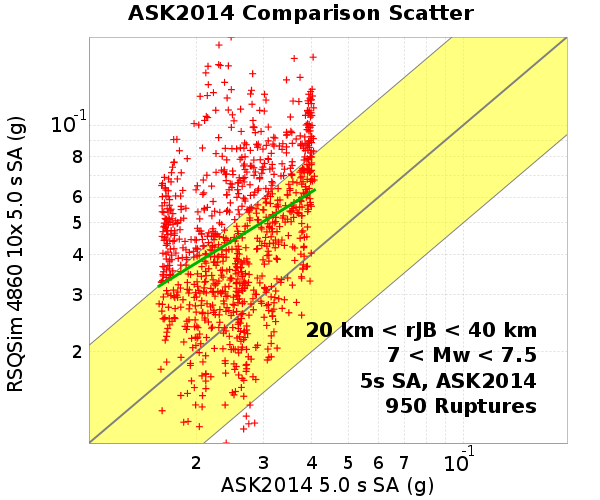 ASK2014 Comparison Scatter
RSQSim 4860 10x 5.0 s SA (g)
10-1
8
6
5
4
3
2
20 km < rJB < 40 km
7 < Mw < 7.5
5s SA, ASK2014
950 Ruptures
2 3 4 5 6 7 10-1
ASK2014 5.0 s SA (g)